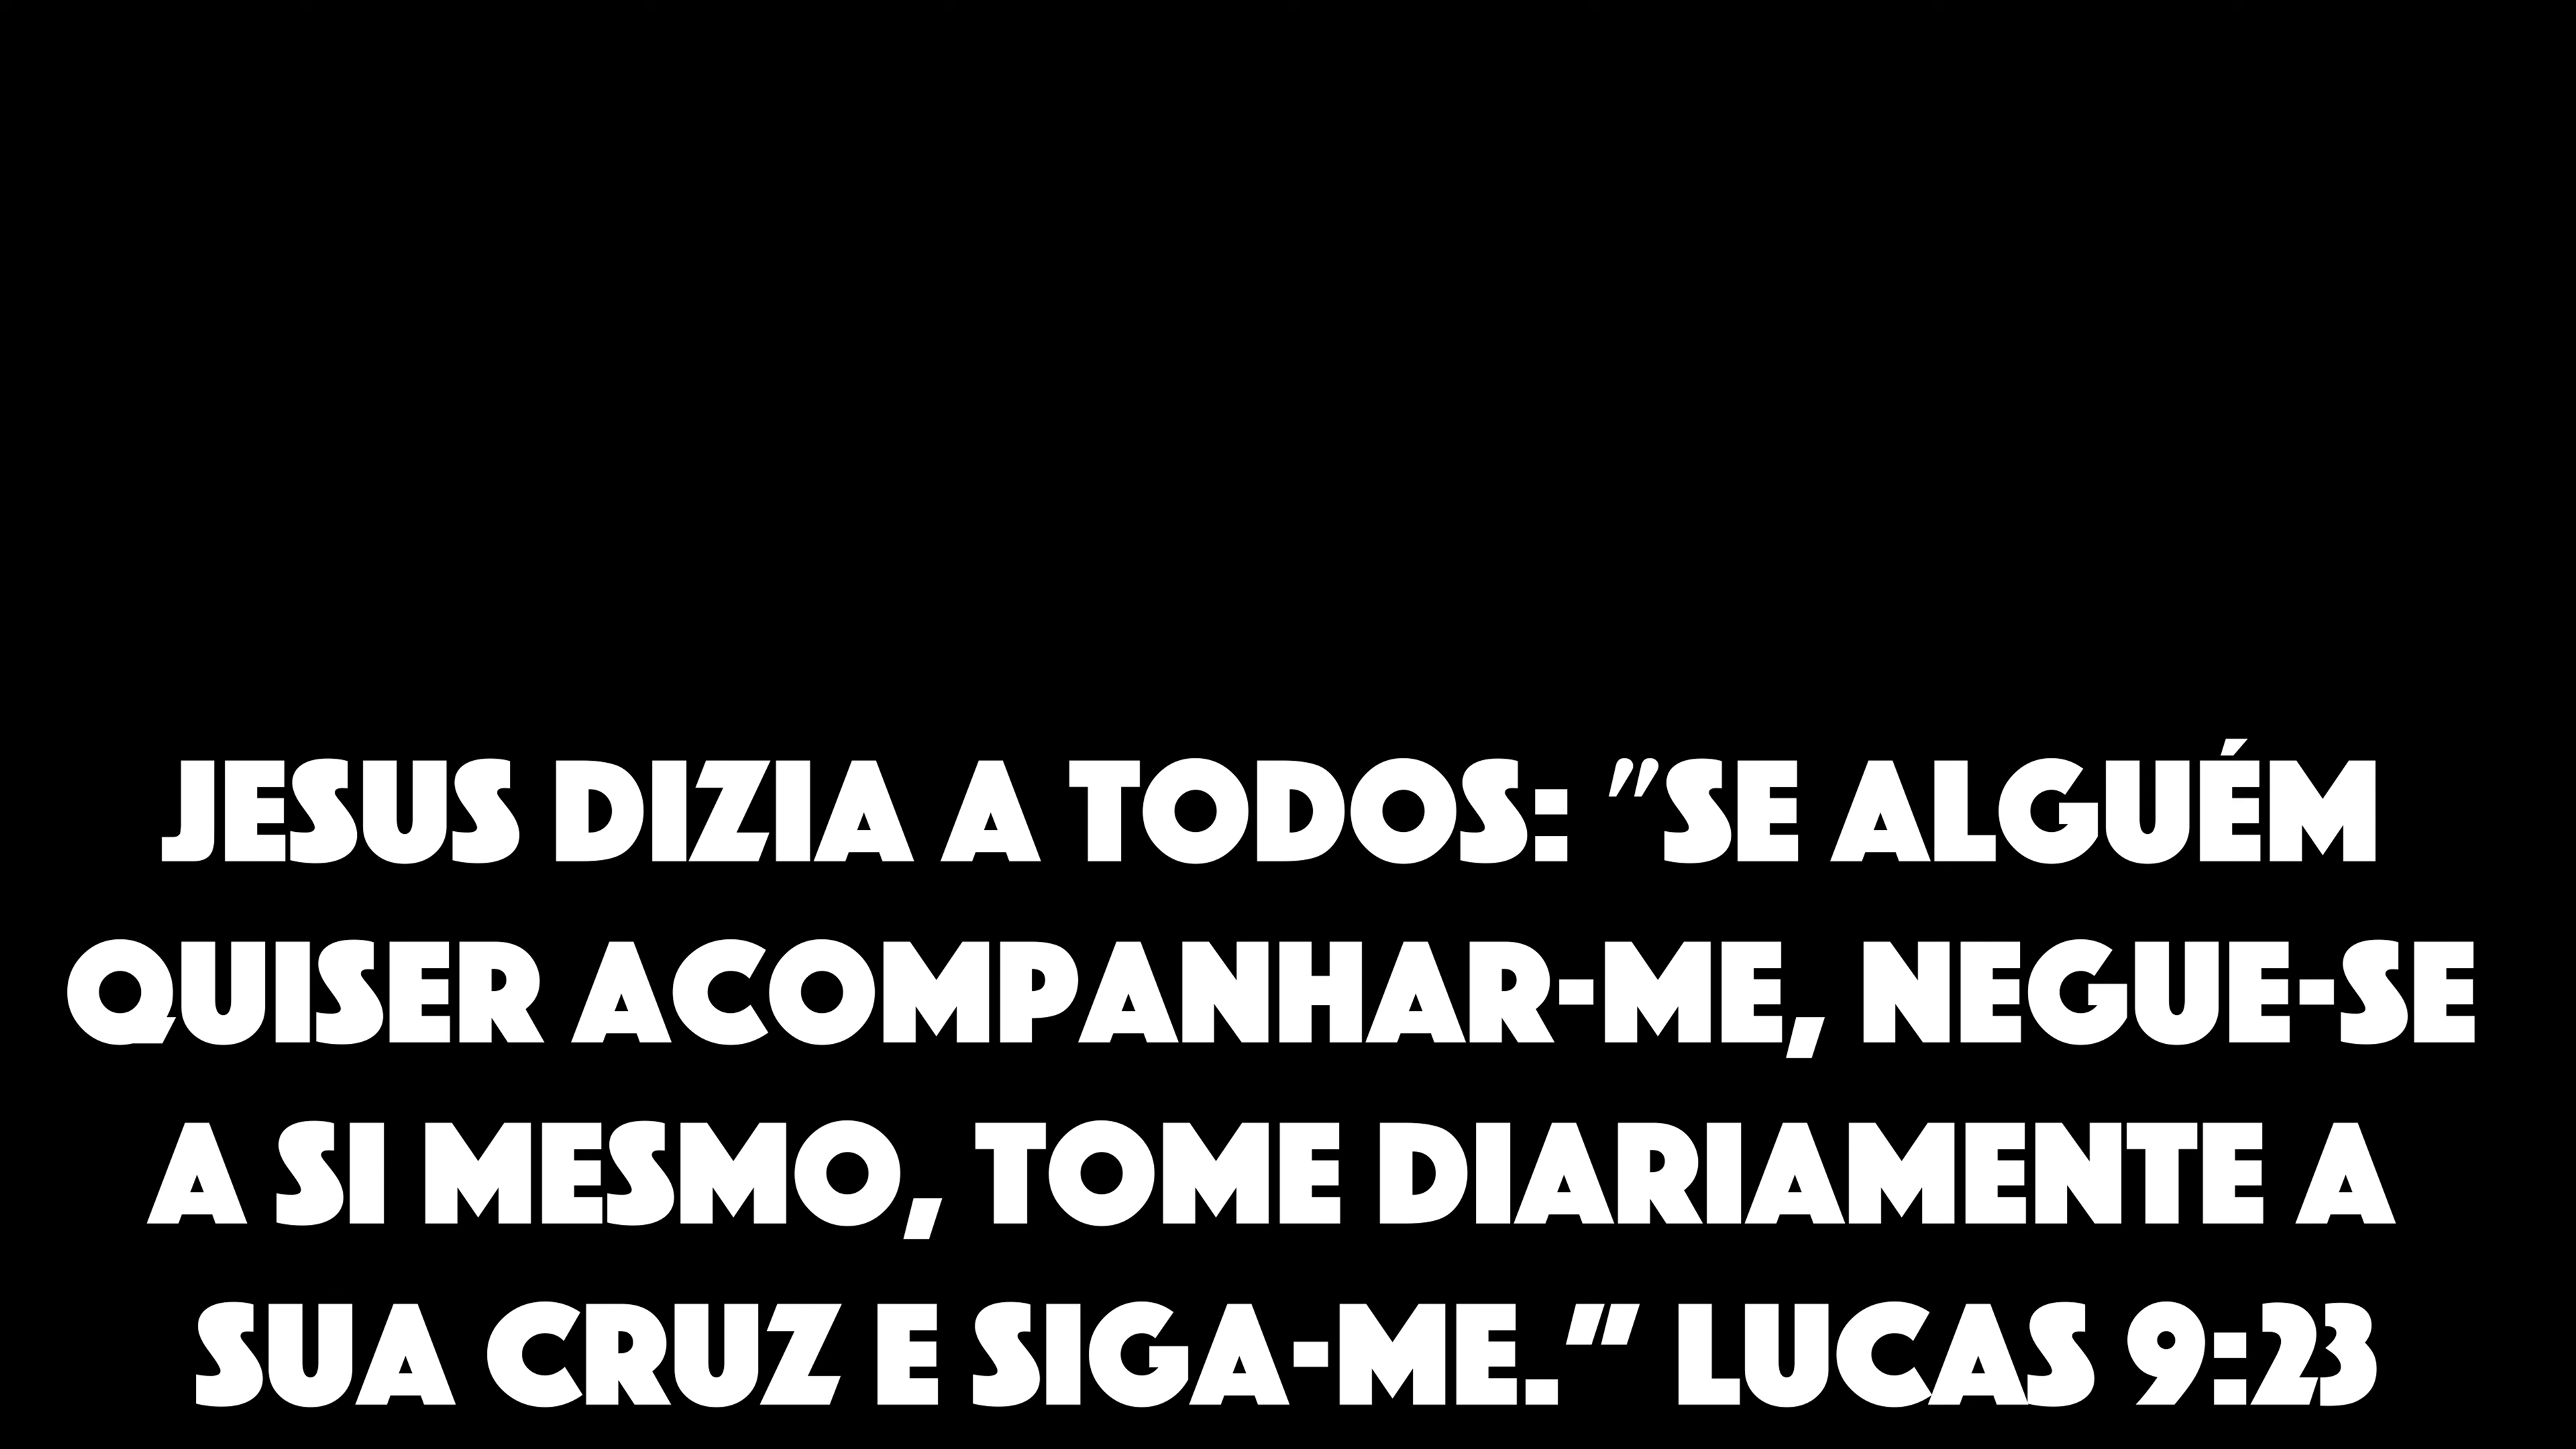 JESUS DIZIA A TODOS: "SE ALGUÉM
QUISER ACOMPANHAR-ME, NEGUE-SE
A SI MESMO, TOME DIARIAMENTE A
SUA CRUZ E SIGA-ME." LUCAS 9:23